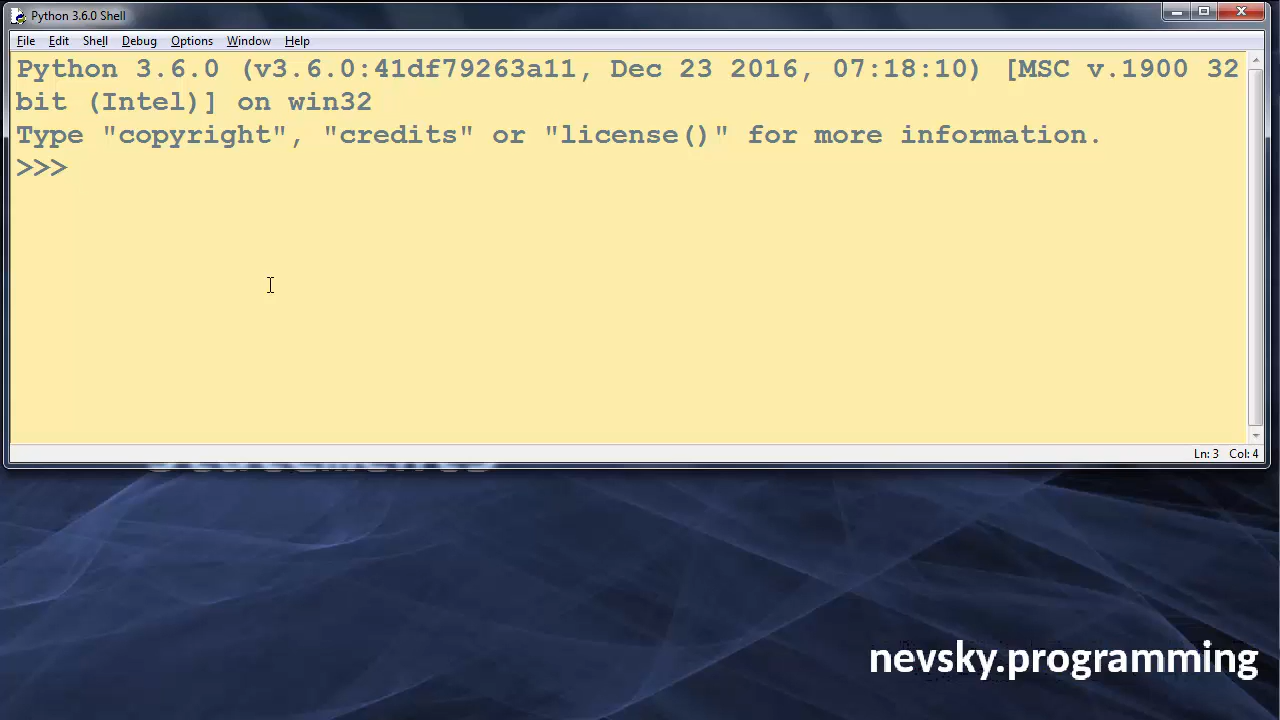 Python 3.6.0 Shell
File Edit Shell Debug Options Window Help
Python 3.6.0 (v3.6.0:41df79263a11, Dec 23 2016, 07:18:10) [MSC v.1900 32
bit (Intel)] on win32
Type "copyright", "credits" or "license()" for more information.
>>>
Ln: 3 Col: 4
nevsky.programming